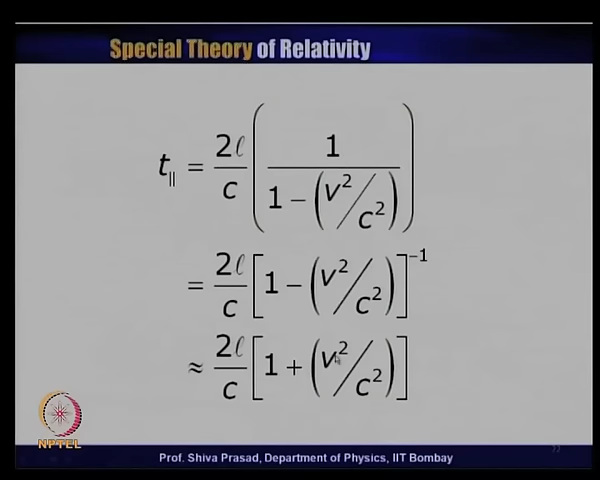 Special Theory of Relativity
t∥ = 2ℓ/c (1/(1 − (v²/c²)))
= 2ℓ/c [1 − (v²/c²)]⁻¹
≈ 2ℓ/c [1 + (v²/c²)]
NPTEL
Prof. Shiva Prasad, Department of Physics, IIT Bombay